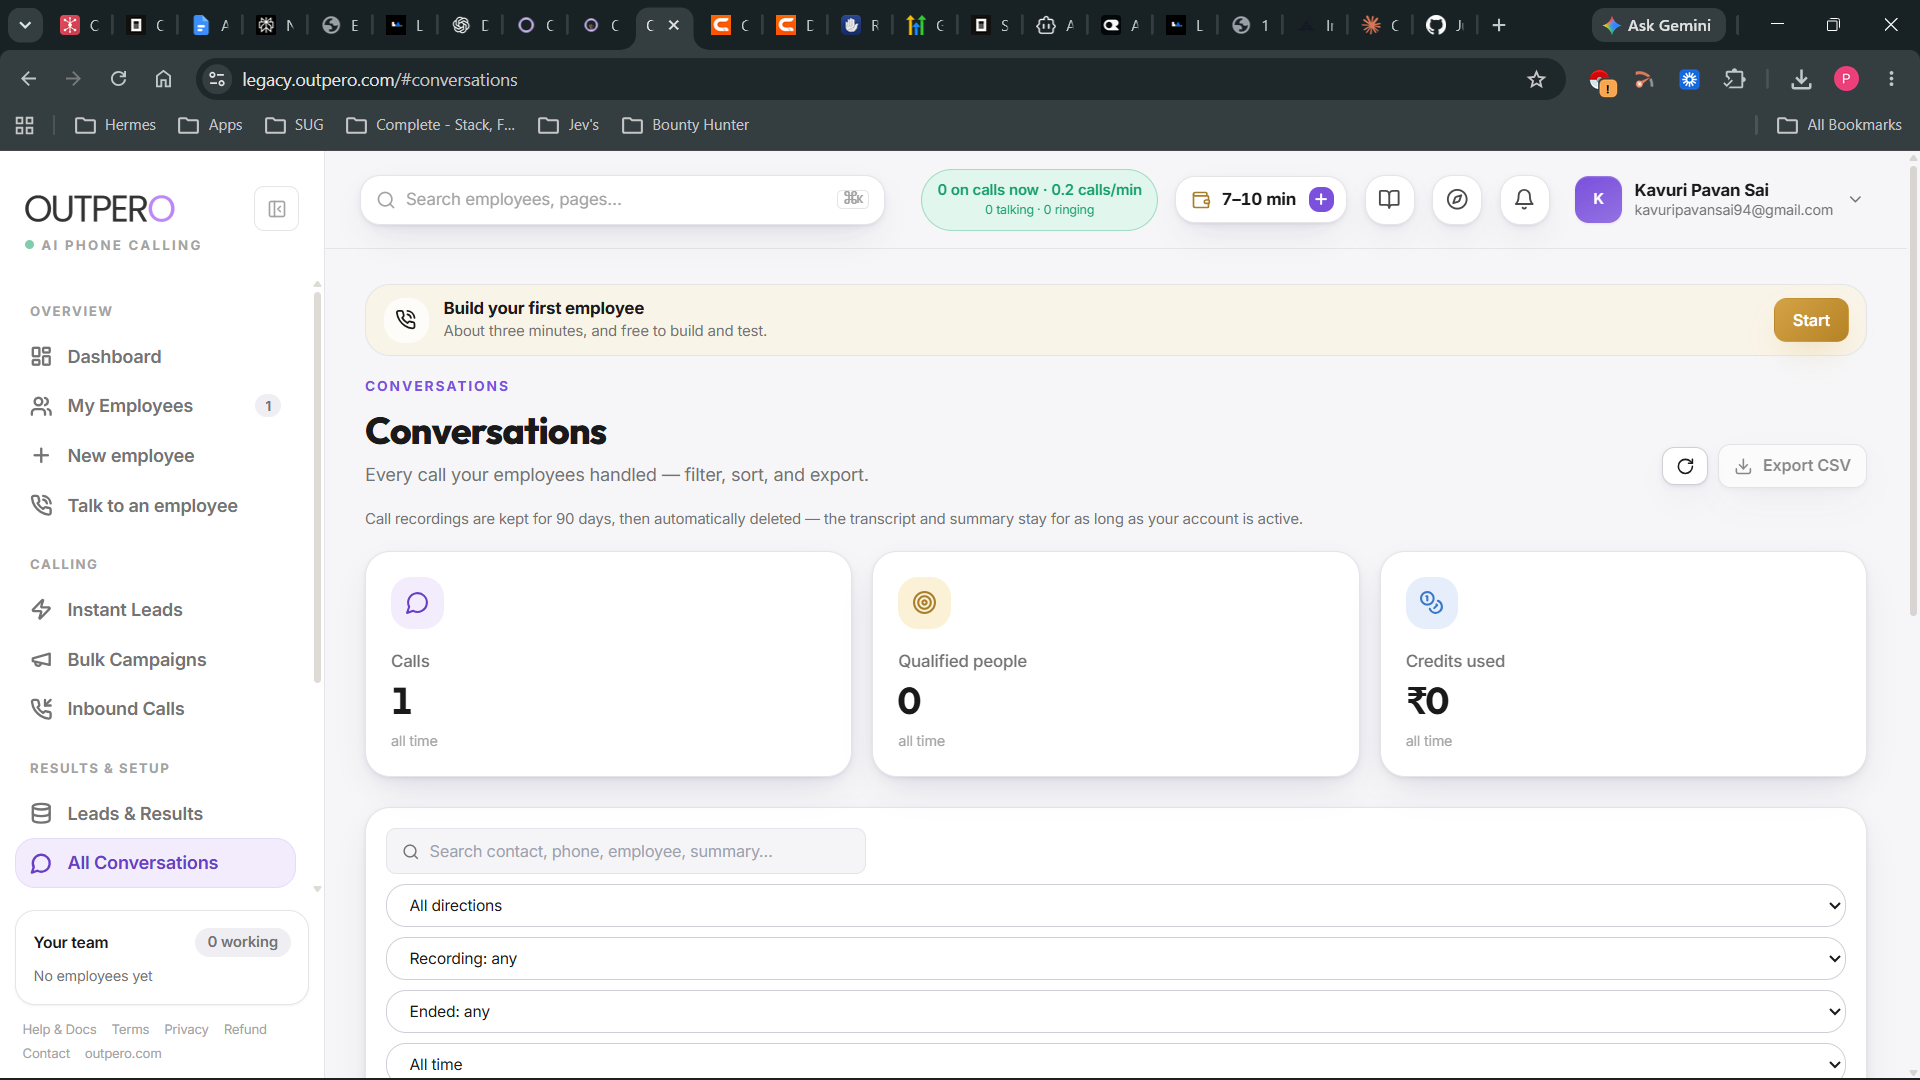 Ask Gemini
legacy.outpero.com/#conversations
Hermes
Apps
SUG
Complete - Stack, F...
Jev's
Bounty Hunter
All Bookmarks
OUTPERO
AI PHONE CALLING
Search employees, pages...
⌘K
0 on calls now · 0.2 calls/min
0 talking · 0 ringing
7–10 min
K
Kavuri Pavan Sai
kavuripavansai94@gmail.com
OVERVIEW
Dashboard
My Employees 1
New employee
Talk to an employee
CALLING
Instant Leads
Bulk Campaigns
Inbound Calls
RESULTS & SETUP
Leads & Results
All Conversations
Your team 0 working
No employees yet
Help & Docs Terms Privacy Refund
Contact outpero.com
Build your first employee
About three minutes, and free to build and test.
Start
CONVERSATIONS
Conversations
Every call your employees handled — filter, sort, and export.
Export CSV
Call recordings are kept for 90 days, then automatically deleted — the transcript and summary stay for as long as your account is active.
Calls
1
all time
Qualified people
0
all time
Credits used
₹0
all time
Search contact, phone, employee, summary...
All directions
Recording: any
Ended: any
All time